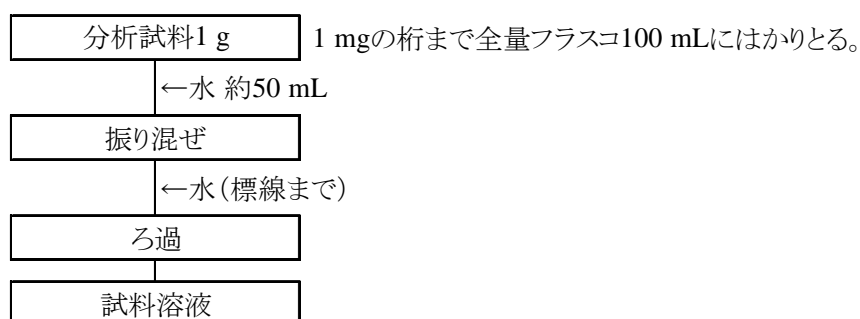 分析試料1 g 1 mgの桁まで全量フラスコ100 mLにはかりとる。
←水 約50 mL
振り混ぜ
←水（標線まで）
ろ過
試料溶液